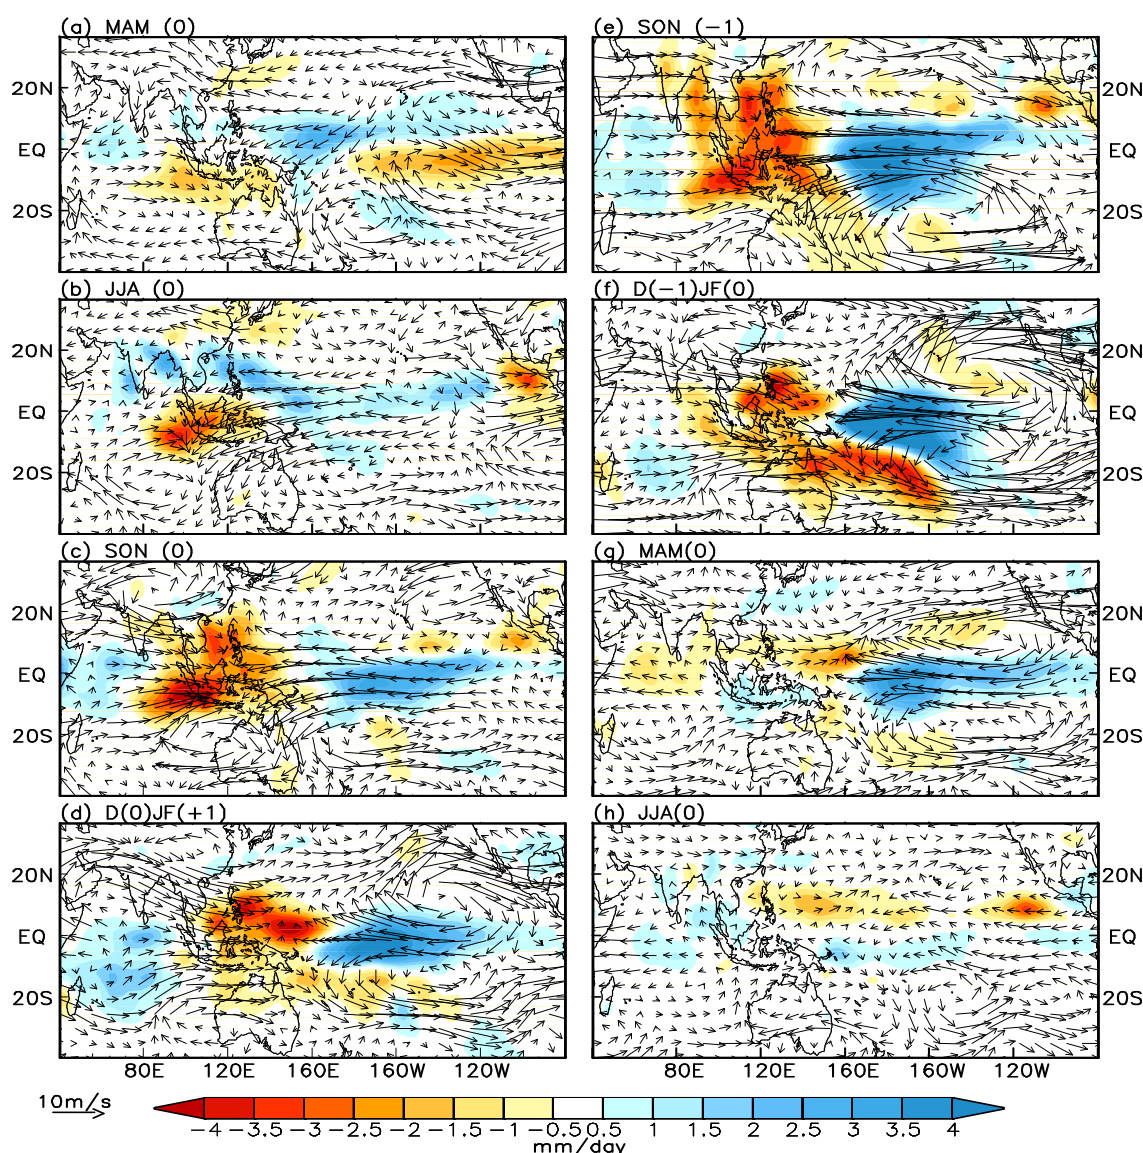 (a) MAM (0)
(e) SON (−1)
20N
EQ
20S
20N
EQ
20S
(b) JJA (0)
(f) D(−1)JF(0)
20N
EQ
20S
20N
EQ
20S
(c) SON (0)
(g) MAM(0)
20N
EQ
20S
20N
EQ
20S
(d) D(0)JF(+1)
(h) JJA(0)
20N
EQ
20S
20N
EQ
20S
80E 120E 160E 160W 120W
80E 120E 160E 160W 120W
10m/s
−4 −3.5 −3 −2.5 −2 −1.5 −1 −0.5 0.5 1 1.5 2 2.5 3 3.5 4
mm/day